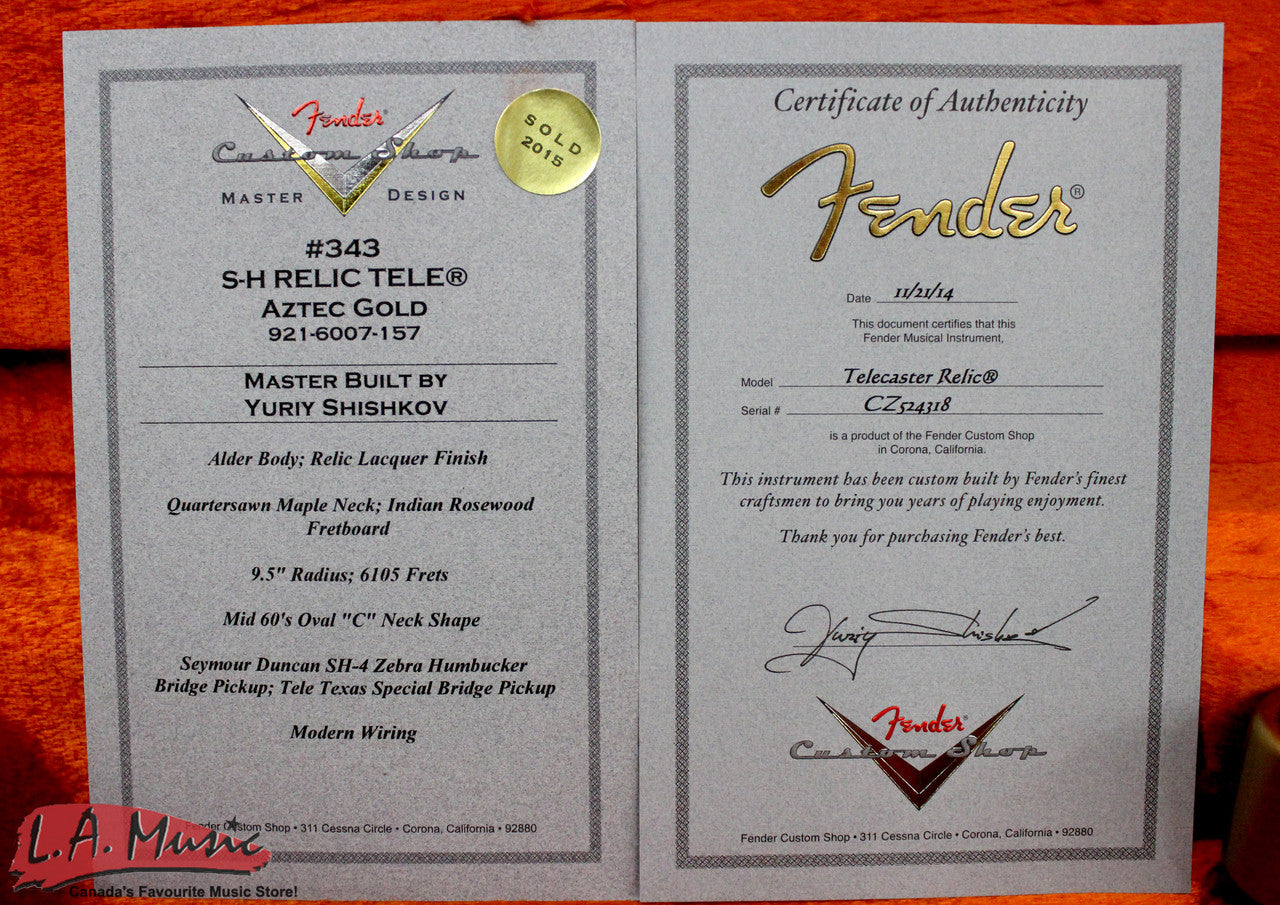 Fender®
Custom Shop
MASTER DESIGN
SOLD
2015
#343
S-H RELIC TELE®
AZTEC GOLD
921-6007-157
MASTER BUILT BY
YURIY SHISHKOV
Alder Body; Relic Lacquer Finish
Quartersawn Maple Neck; Indian Rosewood
Fretboard
9.5" Radius; 6105 Frets
Mid 60's Oval "C" Neck Shape
Seymour Duncan SH-4 Zebra Humbucker
Bridge Pickup; Tele Texas Special Bridge Pickup
Modern Wiring
Fender Custom Shop • 311 Cessna Circle • Corona, California • 92880
Certificate of Authenticity
Fender®
Date 11/21/14
This document certifies that this
Fender Musical Instrument,
Model Telecaster Relic®
Serial # CZ524318
is a product of the Fender Custom Shop
in Corona, California.
This instrument has been custom built by Fender's finest
craftsmen to bring you years of playing enjoyment.
Thank you for purchasing Fender's best.
Yuriy Shishkov
Fender®
Custom Shop
Fender Custom Shop • 311 Cessna Circle • Corona, California • 92880
L.A. Music
Canada's Favourite Music Store!